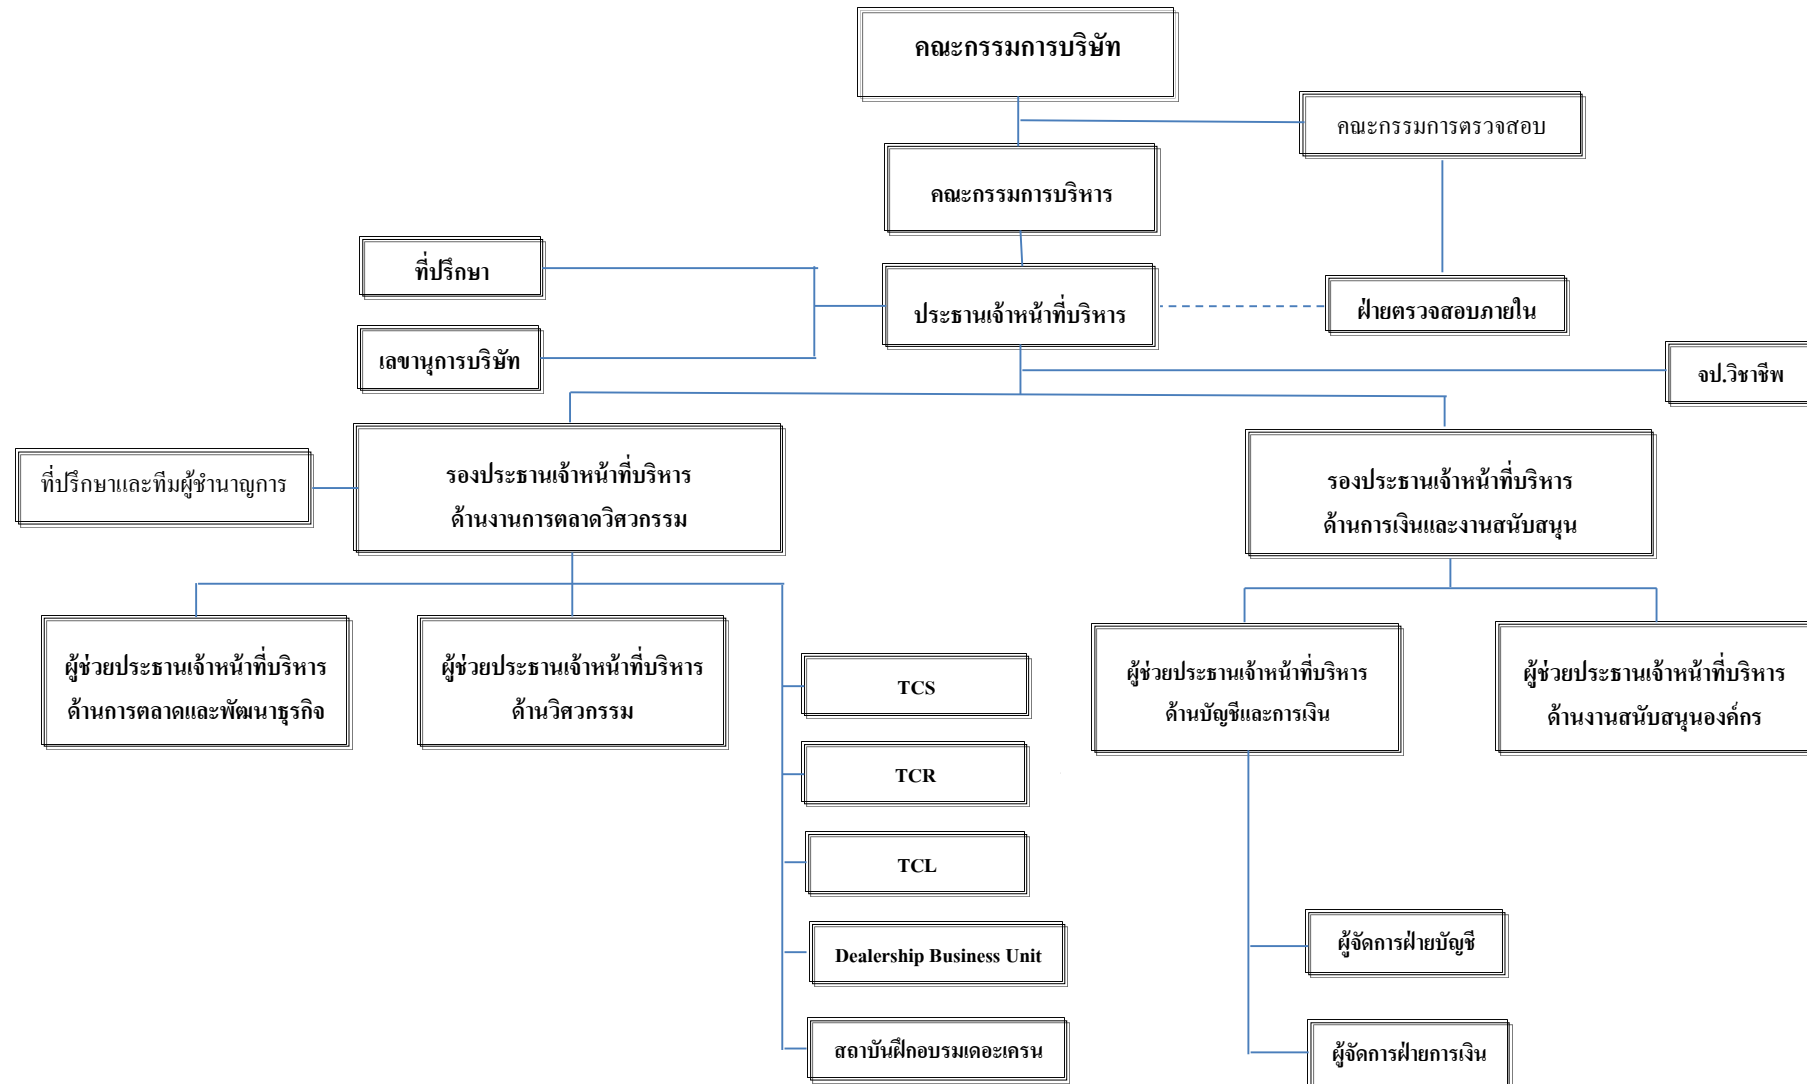 คณะกรรมการบริษัท
คณะกรรมการตรวจสอบ
คณะกรรมการบริหาร
ที่ปรึกษา
ประธานเจ้าหน้าที่บริหาร
ฝ่ายตรวจสอบภายใน
เลขานุการบริษัท
จป.วิชาชีพ
ที่ปรึกษาและทีมผู้ชำนาญการ
รองประธานเจ้าหน้าที่บริหาร
ด้านงานการตลาดวิศวกรรม
รองประธานเจ้าหน้าที่บริหาร
ด้านการเงินและงานสนับสนุน
ผู้ช่วยประธานเจ้าหน้าที่บริหาร
ด้านการตลาดและพัฒนาธุรกิจ
ผู้ช่วยประธานเจ้าหน้าที่บริหาร
ด้านวิศวกรรม
TCS
TCR
TCL
Dealership Business Unit
สถาบันฝึกอบรมเดอะเครน
ผู้ช่วยประธานเจ้าหน้าที่บริหาร
ด้านบัญชีและการเงิน
ผู้ช่วยประธานเจ้าหน้าที่บริหาร
ด้านงานสนับสนุนองค์กร
ผู้จัดการฝ่ายบัญชี
ผู้จัดการฝ่ายการเงิน